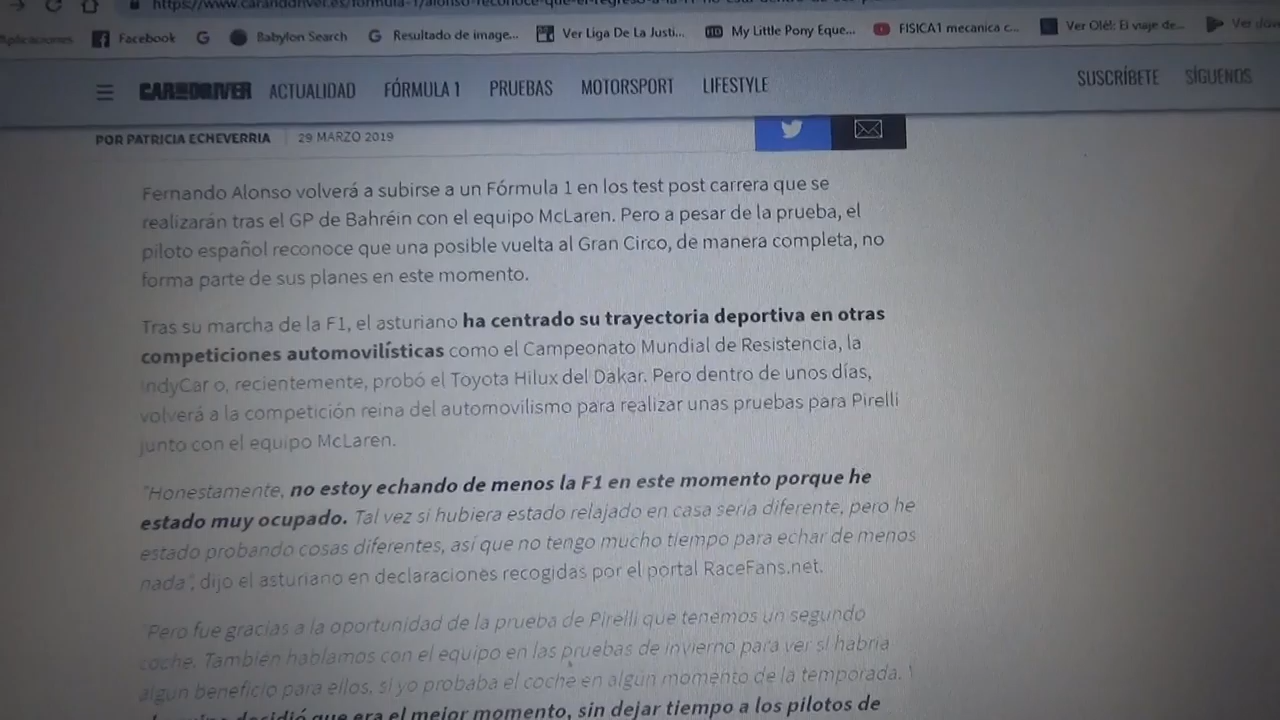 https://www.caranddriver.es/formula-1/alonso-reconoce-que-el-regreso-a-la-f1-no-esta-dentro-de-sus
Aplicaciones Facebook Babylon Search Resultado de image... Ver Liga De La Justi... My Little Pony Eque... FISICA1 mecanica c... Ver Olé!: El viaje de...
CAR AND DRIVER ACTUALIDAD FÓRMULA 1 PRUEBAS MOTORSPORT LIFESTYLE SUSCRÍBETE SÍGUENOS
POR PATRICIA ECHEVERRIA | 29 MARZO 2019
Fernando Alonso volverá a subirse a un Fórmula 1 en los test post carrera que se
realizarán tras el GP de Bahréin con el equipo McLaren. Pero a pesar de la prueba, el
piloto español reconoce que una posible vuelta al Gran Circo, de manera completa, no
forma parte de sus planes en este momento.
Tras su marcha de la F1, el asturiano ha centrado su trayectoria deportiva en otras
competiciones automovilísticas como el Campeonato Mundial de Resistencia, la
IndyCar o, recientemente, probó el Toyota Hilux del Dakar. Pero dentro de unos días,
volverá a la competición reina del automovilismo para realizar unas pruebas para Pirelli
junto con el equipo McLaren.
"Honestamente, no estoy echando de menos la F1 en este momento porque he
estado muy ocupado. Tal vez si hubiera estado relajado en casa sería diferente, pero he
estado probando cosas diferentes, así que no tengo mucho tiempo para echar de menos
nada", dijo el asturiano en declaraciones recogidas por el portal RaceFans.net.
"Pero fue gracias a la oportunidad de la prueba de Pirelli que tenemos un segundo
coche. También hablamos con el equipo en las pruebas de invierno para ver si habría
algún beneficio para ellos, si yo probaba el coche en algún momento de la temporada. Y
el equipo decidió que era el mejor momento, sin dejar tiempo a los pilotos de